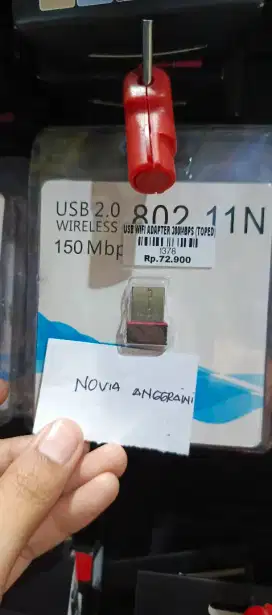 USB 2.0 802.11N
WIRELESS
150 Mbp
USB WIFI ADAPTER 300MBPS (TOPED
1378
Rp.72.900
NOVIA ANGGRAINI